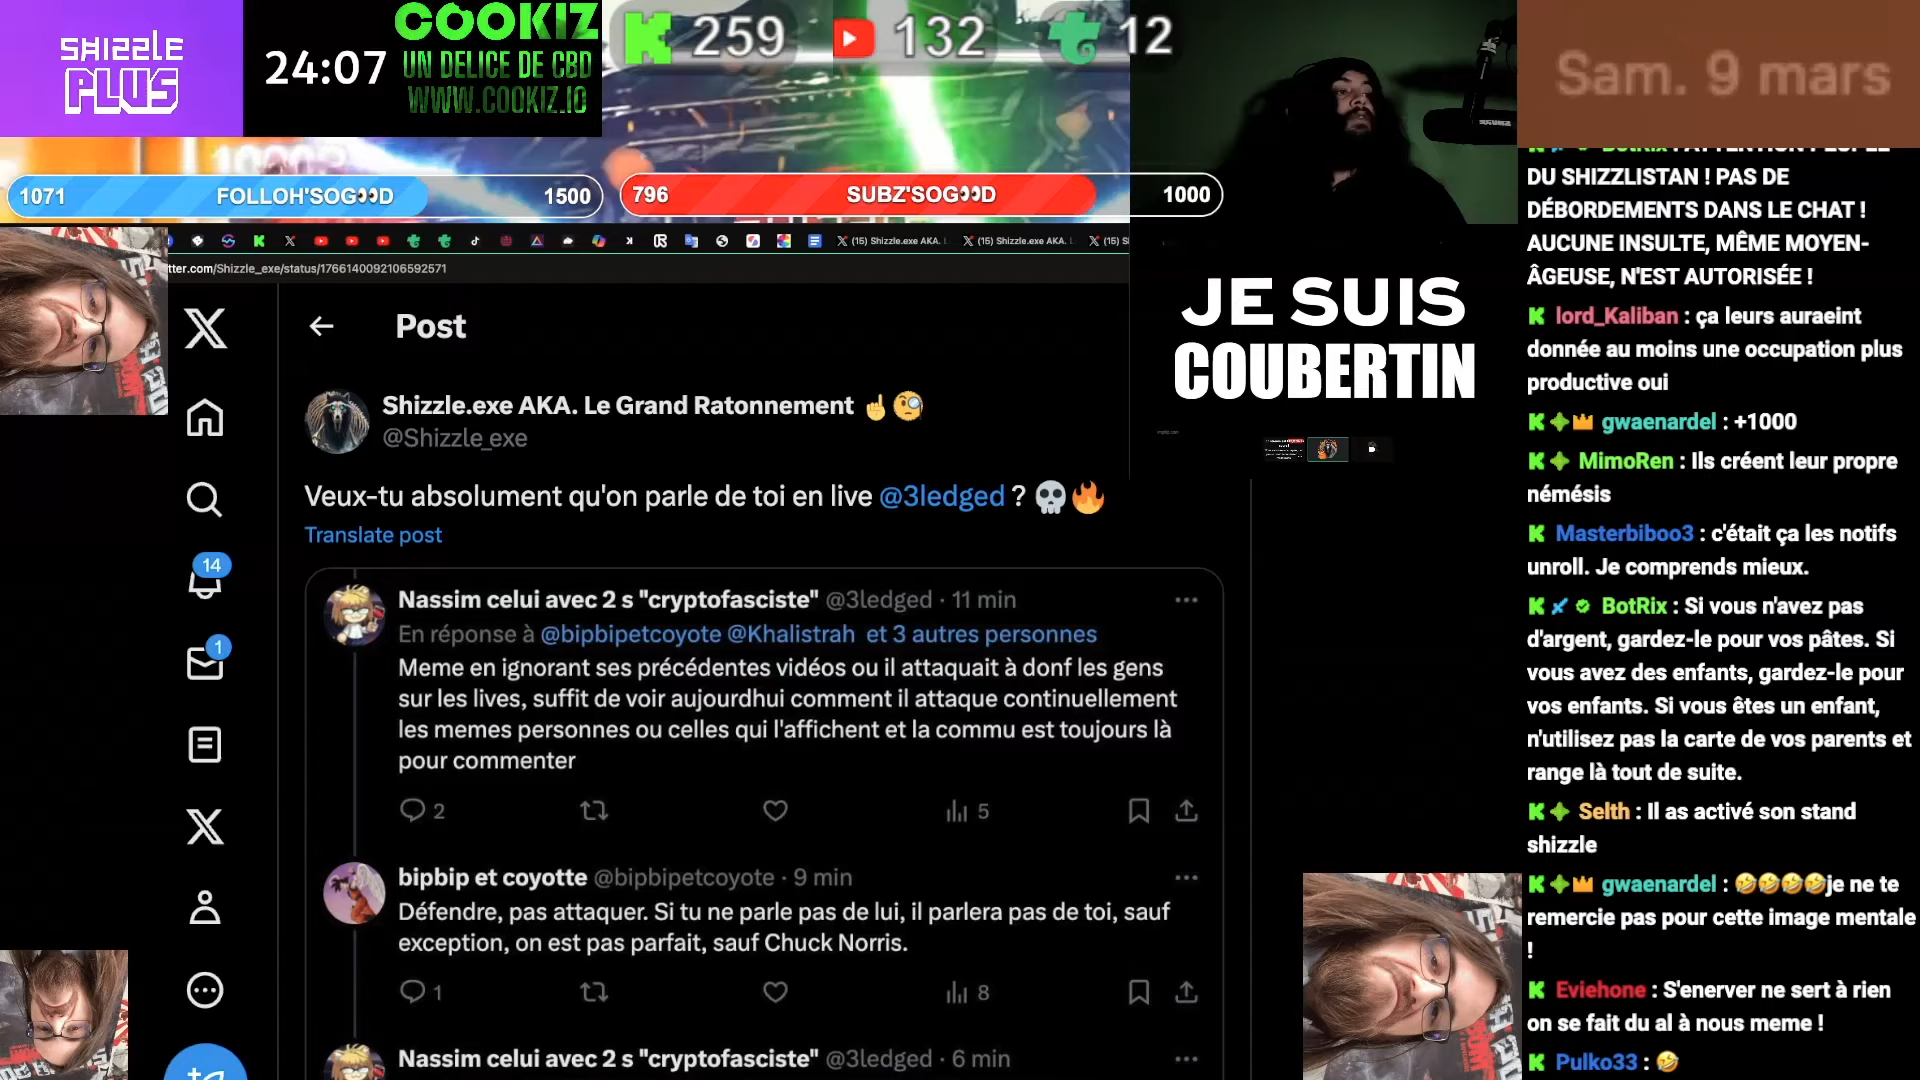 SHIZZLE
PLUS
24:07
COOKIZ
UN DELICE DE CBD
WWW.COOKIZ.IO
259
132
12
Sam. 9 mars
1071 FOLLOH'SOG👀D 1500
796 SUBZ'SOG👀D 1000
(15) Shizzle.exe AKA.
(15) Shizzle.exe AKA.
(15) S
tter.com/Shizzle_exe/status/1766140092106592571
JE SUIS
COUBERTIN
Post
Shizzle.exe AKA. Le Grand Ratonnement ☝️🧐
@Shizzle_exe
Veux-tu absolument qu'on parle de toi en live @3ledged ? 💀🔥
Translate post
14
1
Nassim celui avec 2 s "cryptofasciste" @3ledged · 11 min
En réponse à @bipbipetcoyote @Khalistrah et 3 autres personnes
Meme en ignorant ses précédentes vidéos ou il attaquait à donf les gens
sur les lives, suffit de voir aujourdhui comment il attaque continuellement
les memes personnes ou celles qui l'affichent et la commu est toujours là
pour commenter
2
5
bipbip et coyotte @bipbipetcoyote · 9 min
Défendre, pas attaquer. Si tu ne parle pas de lui, il parlera pas de toi, sauf
exception, on est pas parfait, sauf Chuck Norris.
1
8
Nassim celui avec 2 s "cryptofasciste" @3ledged · 6 min
DU SHIZZLISTAN ! PAS DE
DÉBORDEMENTS DANS LE CHAT !
AUCUNE INSULTE, MÊME MOYEN-
ÂGEUSE, N'EST AUTORISÉE !
lord_Kaliban : ça leurs auraeint
donnée au moins une occupation plus
productive oui
gwaenardel : +1000
MimoRen : Ils créent leur propre
némésis
Masterbiboo3 : c'était ça les notifs
unroll. Je comprends mieux.
BotRix : Si vous n'avez pas
d'argent, gardez-le pour vos pâtes. Si
vous avez des enfants, gardez-le pour
vos enfants. Si vous êtes un enfant,
n'utilisez pas la carte de vos parents et
range là tout de suite.
Selth : Il as activé son stand
shizzle
gwaenardel : 🤣🤣🤣🤣je ne te
remercie pas pour cette image mentale
!
Eviehone : S'enerver ne sert à rien
on se fait du al à nous meme !
Pulko33 : 🤣